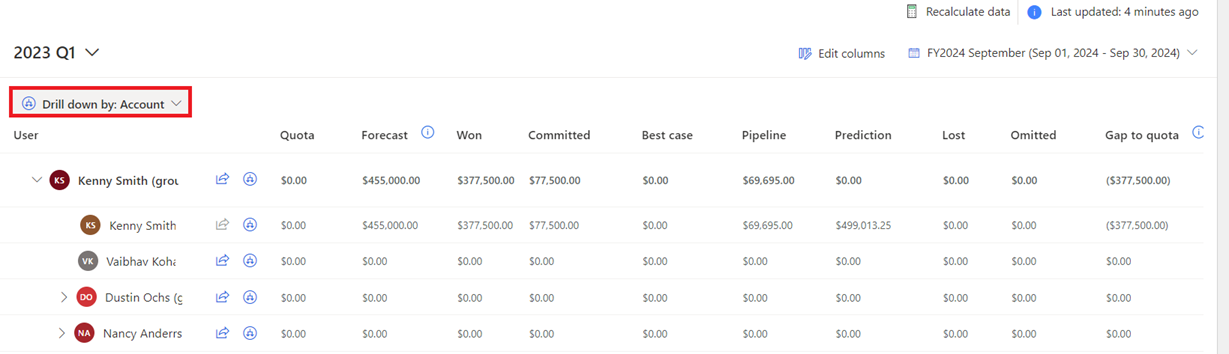 Recalculate data Last updated: 4 minutes ago
2023 Q1 Edit columns FY2024 September (Sep 01, 2024 - Sep 30, 2024)
Drill down by: Account
User Quota Forecast Won Committed Best case Pipeline Prediction Lost Omitted Gap to quota
KS Kenny Smith (grou $0.00 $455,000.00 $377,500.00 $77,500.00 $0.00 $69,695.00 $0.00 $0.00 $0.00 ($377,500.00)
KS Kenny Smith $0.00 $455,000.00 $377,500.00 $77,500.00 $0.00 $69,695.00 $499,013.25 $0.00 $0.00 ($377,500.00)
VK Vaibhav Koha $0.00 $0.00 $0.00 $0.00 $0.00 $0.00 $0.00 $0.00 $0.00 $0.00
DO Dustin Ochs (g $0.00 $0.00 $0.00 $0.00 $0.00 $0.00 $0.00 $0.00 $0.00 $0.00
NA Nancy Anderrs $0.00 $0.00 $0.00 $0.00 $0.00 $0.00 $0.00 $0.00 $0.00 $0.00